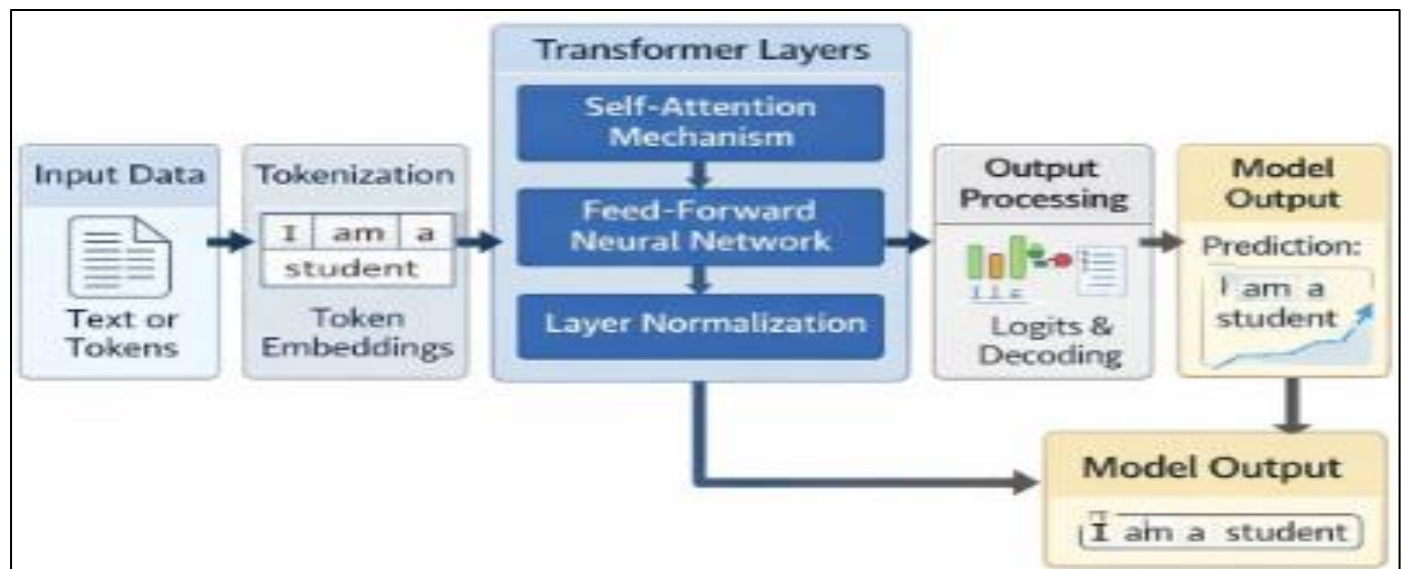 Input Data
Text or
Tokens
Tokenization
I am a
student
Token
Embeddings
Transformer Layers
Self-Attention
Mechanism
Feed-Forward
Neural Network
Layer Normalization
Output
Processing
Logits &
Decoding
Model
Output
Prediction:
I am a
student
Model Output
I am a student